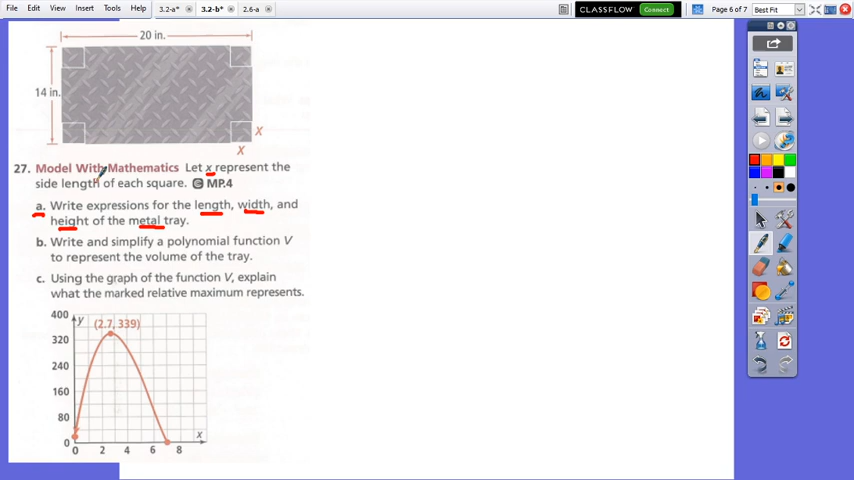 File Edit View Insert Tools Help
3.2-a* 3.2-b* 2.6-a
CLASSFLOW Connect
Page 6 of 7 Best Fit
20 in.
14 in.
x
x
27. Model With Mathematics Let x represent the
side length of each square. MP.4
a. Write expressions for the length, width, and
height of the metal tray.
b. Write and simplify a polynomial function V
to represent the volume of the tray.
c. Using the graph of the function V, explain
what the marked relative maximum represents.
400
y
(2.7, 339)
320
240
160
80
0
x
0 2 4 6 8